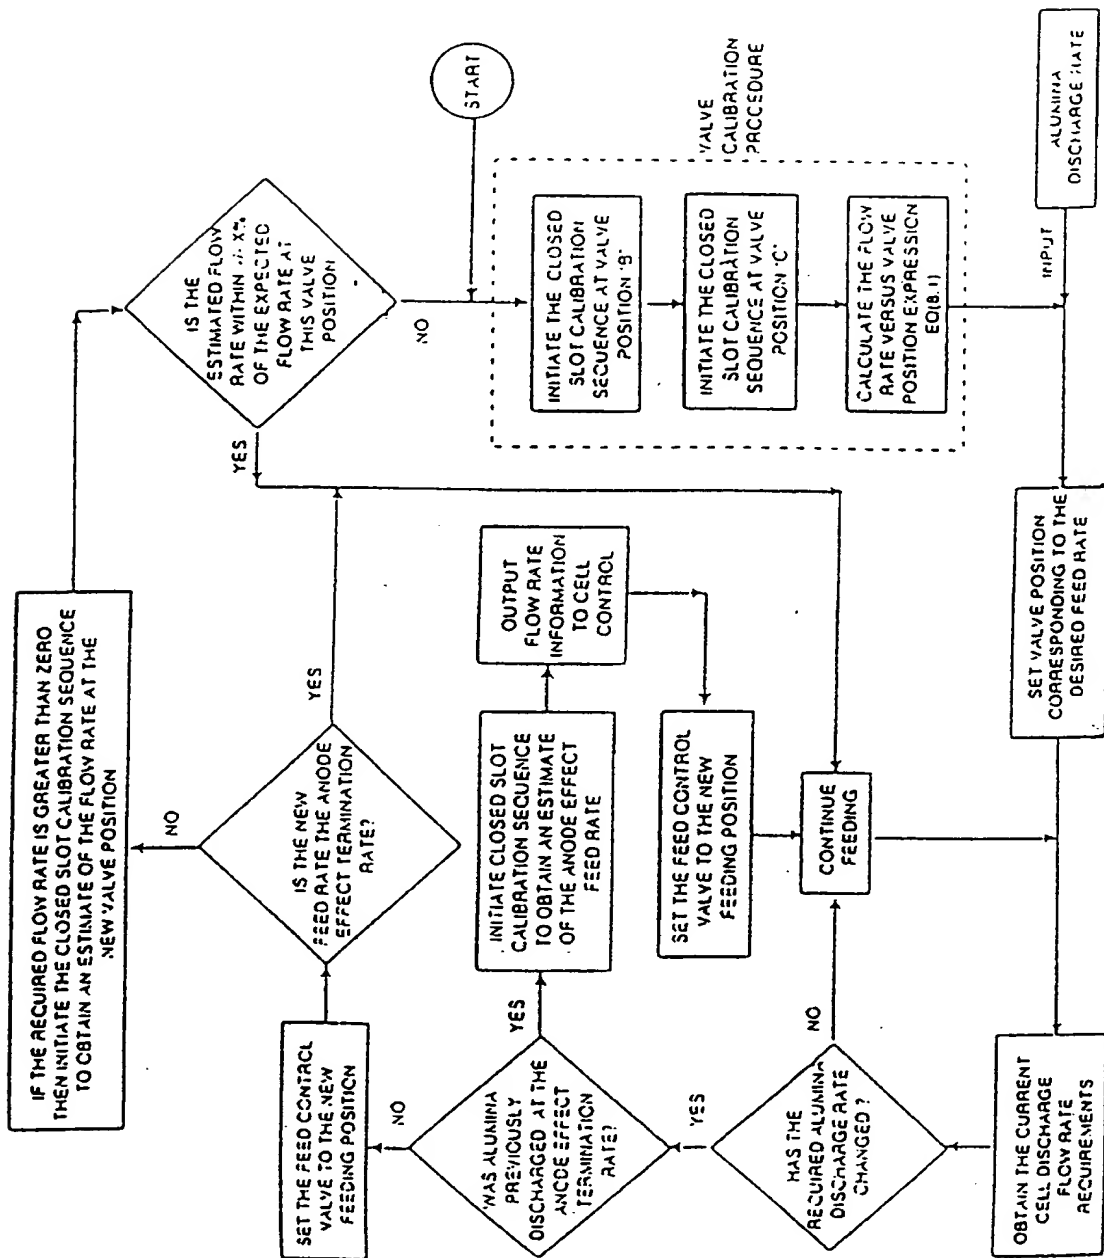 START
VALVE
CALIBRATION
PROCEDURE
INITIATE THE CLOSED
SLOT CALIBRATION
SEQUENCE AT VALVE
POSITION 'B'
INITIATE THE CLOSED
SLOT CALIBRATION
SEQUENCE AT VALVE
POSITION 'C'
CALCULATE THE FLOW
RATE VERSUS VALVE
POSITION EXPRESSION
EQ(8.1)
ALUMINA
DISCHARGE RATE
INPUT
SET VALVE POSITION
CORRESPONDING TO THE
DESIRED FEED RATE
OBTAIN THE CURRENT
CELL DISCHARGE
FLOW RATE
REQUIREMENTS
HAS THE
REQUIRED ALUMINA
DISCHARGE RATE
CHANGED ?
NO
YES
CONTINUE
FEEDING
WAS ALUMINA
PREVIOUSLY
DISCHARGED AT THE
ANODE EFFECT
TERMINATION
RATE?
YES
NO
INITIATE CLOSED SLOT
CALIBRATION SEQUENCE
TO OBTAIN AN ESTIMATE
OF THE ANODE EFFECT
FEED RATE
OUTPUT
FLOW RATE
INFORMATION
TO CELL
CONTROL
SET THE FEED CONTROL
VALVE TO THE NEW
FEEDING POSITION
SET THE FEED CONTROL
VALVE TO THE NEW
FEEDING POSITION
IS THE NEW
FEED RATE THE ANODE
EFFECT TERMINATION
RATE?
YES
NO
IF THE REQUIRED FLOW RATE IS GREATER THAN ZERO
THEN INITIATE THE CLOSED SLOT CALIBRATION SEQUENCE
TO OBTAIN AN ESTIMATE OF THE FLOW RATE AT THE
NEW VALVE POSITION
IS THE
ESTIMATED FLOW
RATE WITHIN X%
OF THE EXPECTED
FLOW RATE AT
THIS VALVE
POSITION
YES
NO